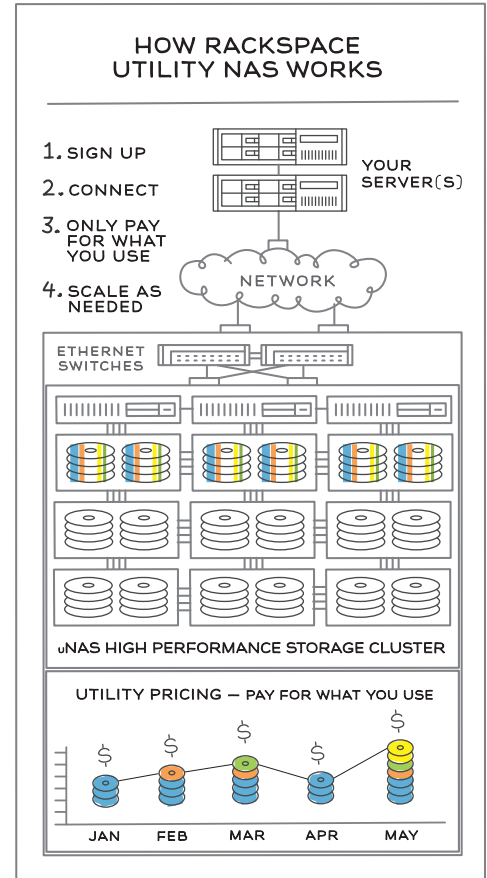 HOW RACKSPACE
UTILITY NAS WORKS
1. SIGN UP
2. CONNECT
3. ONLY PAY
FOR WHAT
YOU USE
4. SCALE AS
NEEDED
YOUR
SERVER(S)
NETWORK
ETHERNET
SWITCHES
uNAS HIGH PERFORMANCE STORAGE CLUSTER
UTILITY PRICING – PAY FOR WHAT YOU USE
$ $ $ $ $
JAN FEB MAR APR MAY